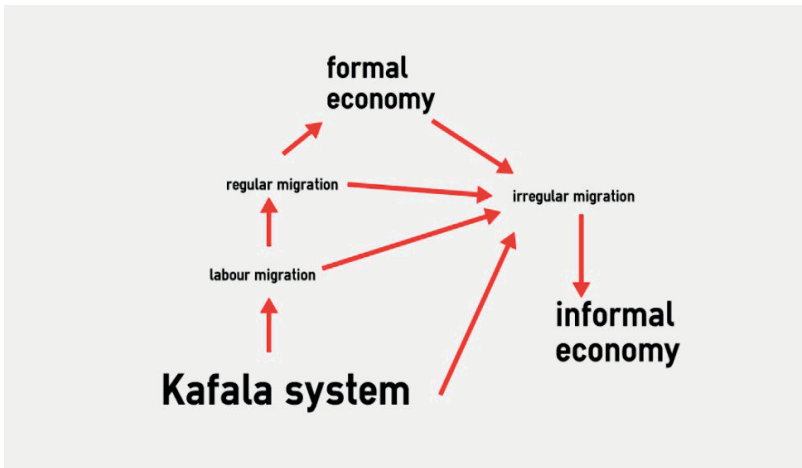 formal
economy
regular migration
irregular migration
labour migration
informal
economy
Kafala system